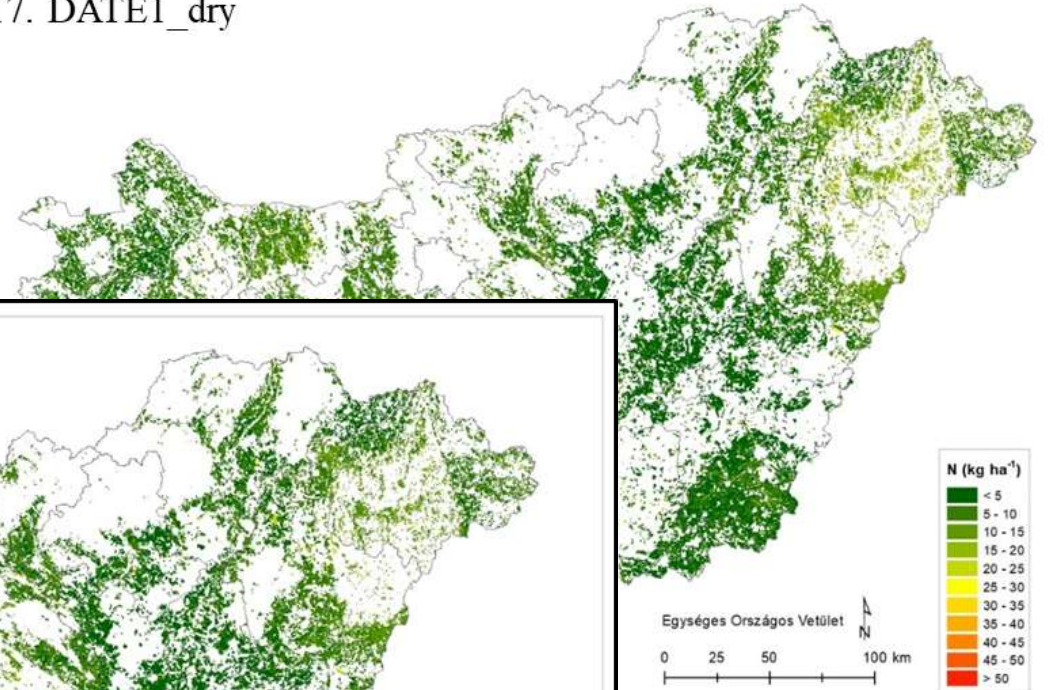 7. DATE1_dry
N (kg ha⁻¹)
< 5
5 - 10
10 - 15
15 - 20
20 - 25
25 - 30
30 - 35
35 - 40
40 - 45
45 - 50
> 50
Egységes Országos Vetület
N
0 25 50 100 km